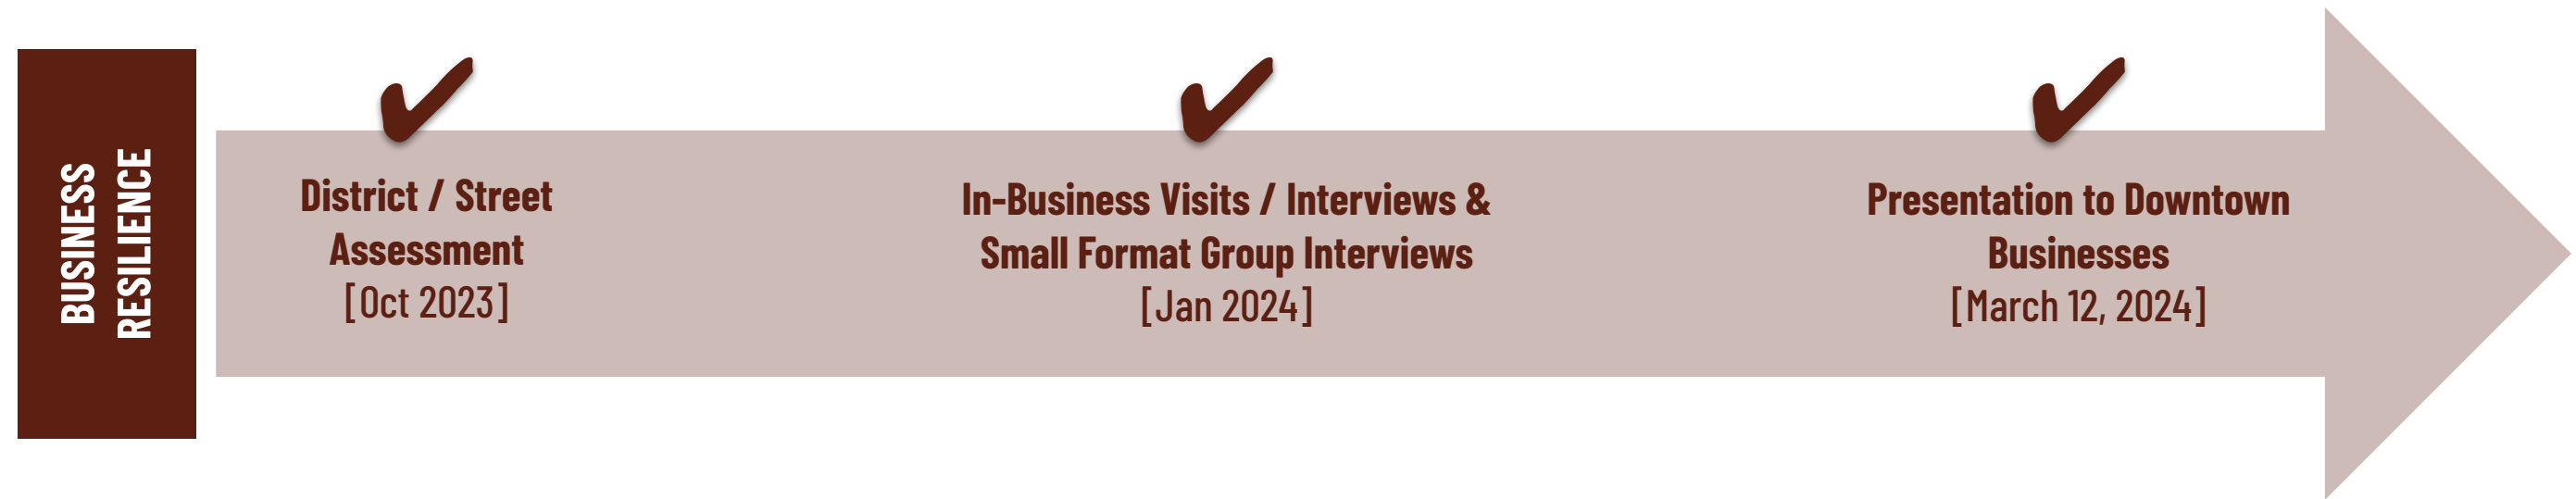 BUSINESS
RESILIENCE
District / Street
Assessment
[Oct 2023]
In-Business Visits / Interviews &
Small Format Group Interviews
[Jan 2024]
Presentation to Downtown
Businesses
[March 12, 2024]